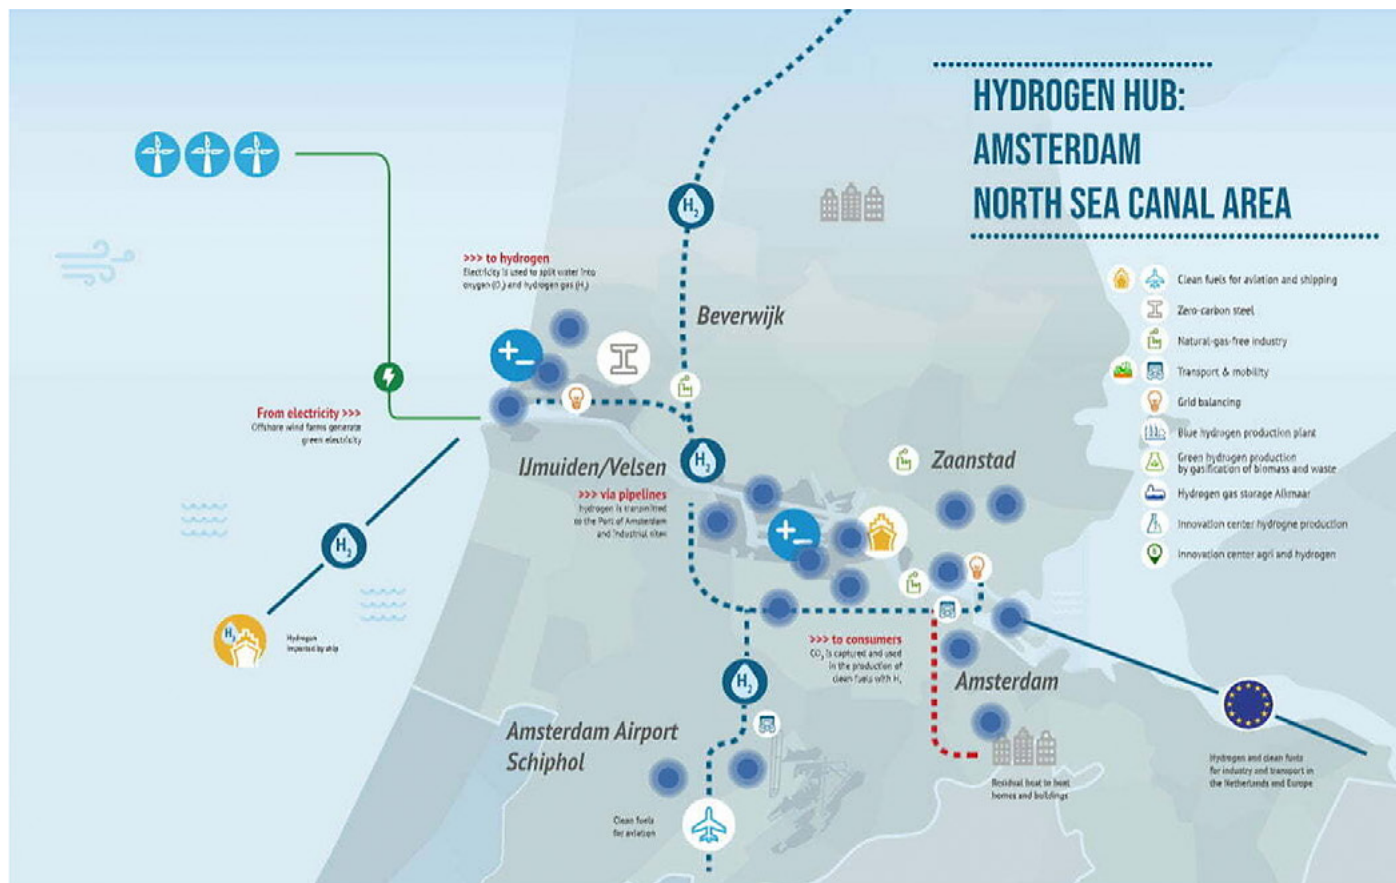 HYDROGEN HUB:
AMSTERDAM
NORTH SEA CANAL AREA
Clean fuels for aviation and shipping
Zero-carbon steel
Natural-gas-free industry
Transport & mobility
Grid balancing
Blue hydrogen production plant
Green hydrogen production
by gasification of biomass and waste
Hydrogen gas storage Alkmaar
Innovation center hydrogne production
Innovation center agri and hydrogen
H₂
>>> to hydrogen
Electricity is used to split water into
oxygen (O₂) and hydrogen gas (H₂)
Beverwijk
From electricity >>>
Offshore wind farms generate
green electricity
IJmuiden/Velsen
H₂
Zaanstad
>>> via pipelines
hydrogen is transmitted
to the Port of Amsterdam
and industrial sites
H₂
H₂
Hydrogen
imported by ship
>>> to consumers
CO₂ is captured and used
in the production of
clean fuels with H₂
H₂
Amsterdam
Amsterdam Airport
Schiphol
Hydrogen and clean fuels
for industry and transport in
the Netherlands and Europe
Residual heat to heat
homes and buildings
Clean fuels
for aviation